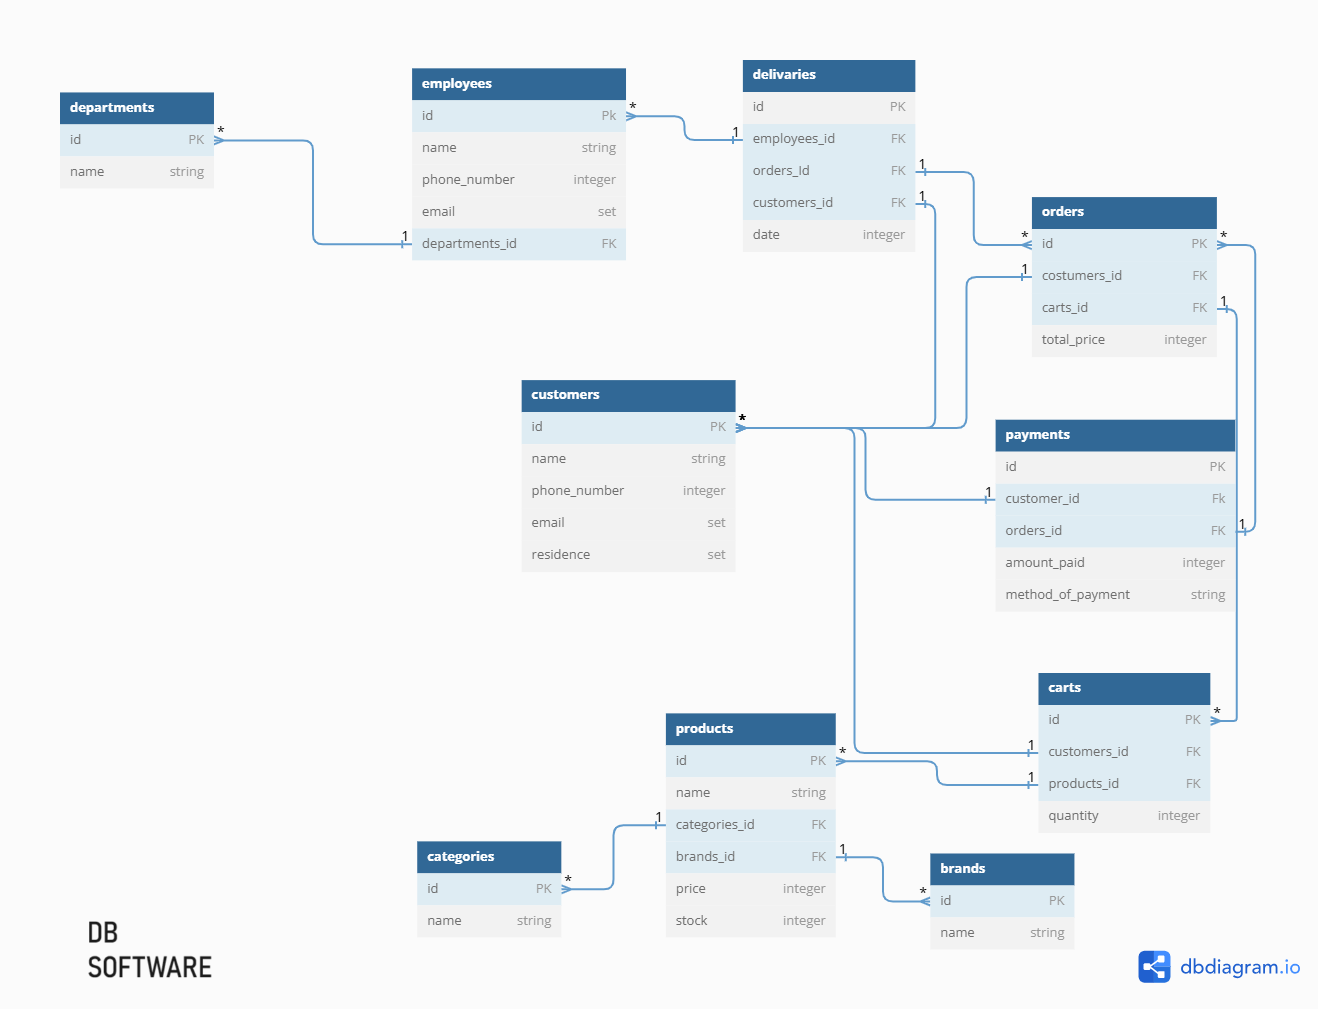 departments
id PK
name string
employees
id Pk
name string
phone_number integer
email set
departments_id FK
delivaries
id PK
employees_id FK
orders_Id FK
customers_id FK
date integer
orders
id PK
costumers_id FK
carts_id FK
total_price integer
customers
id PK
name string
phone_number integer
email set
residence set
payments
id PK
customer_id Fk
orders_id FK
amount_paid integer
method_of_payment string
carts
id PK
customers_id FK
products_id FK
quantity integer
products
id PK
name string
categories_id FK
brands_id FK
price integer
stock integer
categories
id PK
name string
brands
id PK
name string
* 1
* 1
1 *
1
1 *
*
1
* 1
1
* 1
* 1
1 *
1 *
DB
SOFTWARE
dbdiagram.io